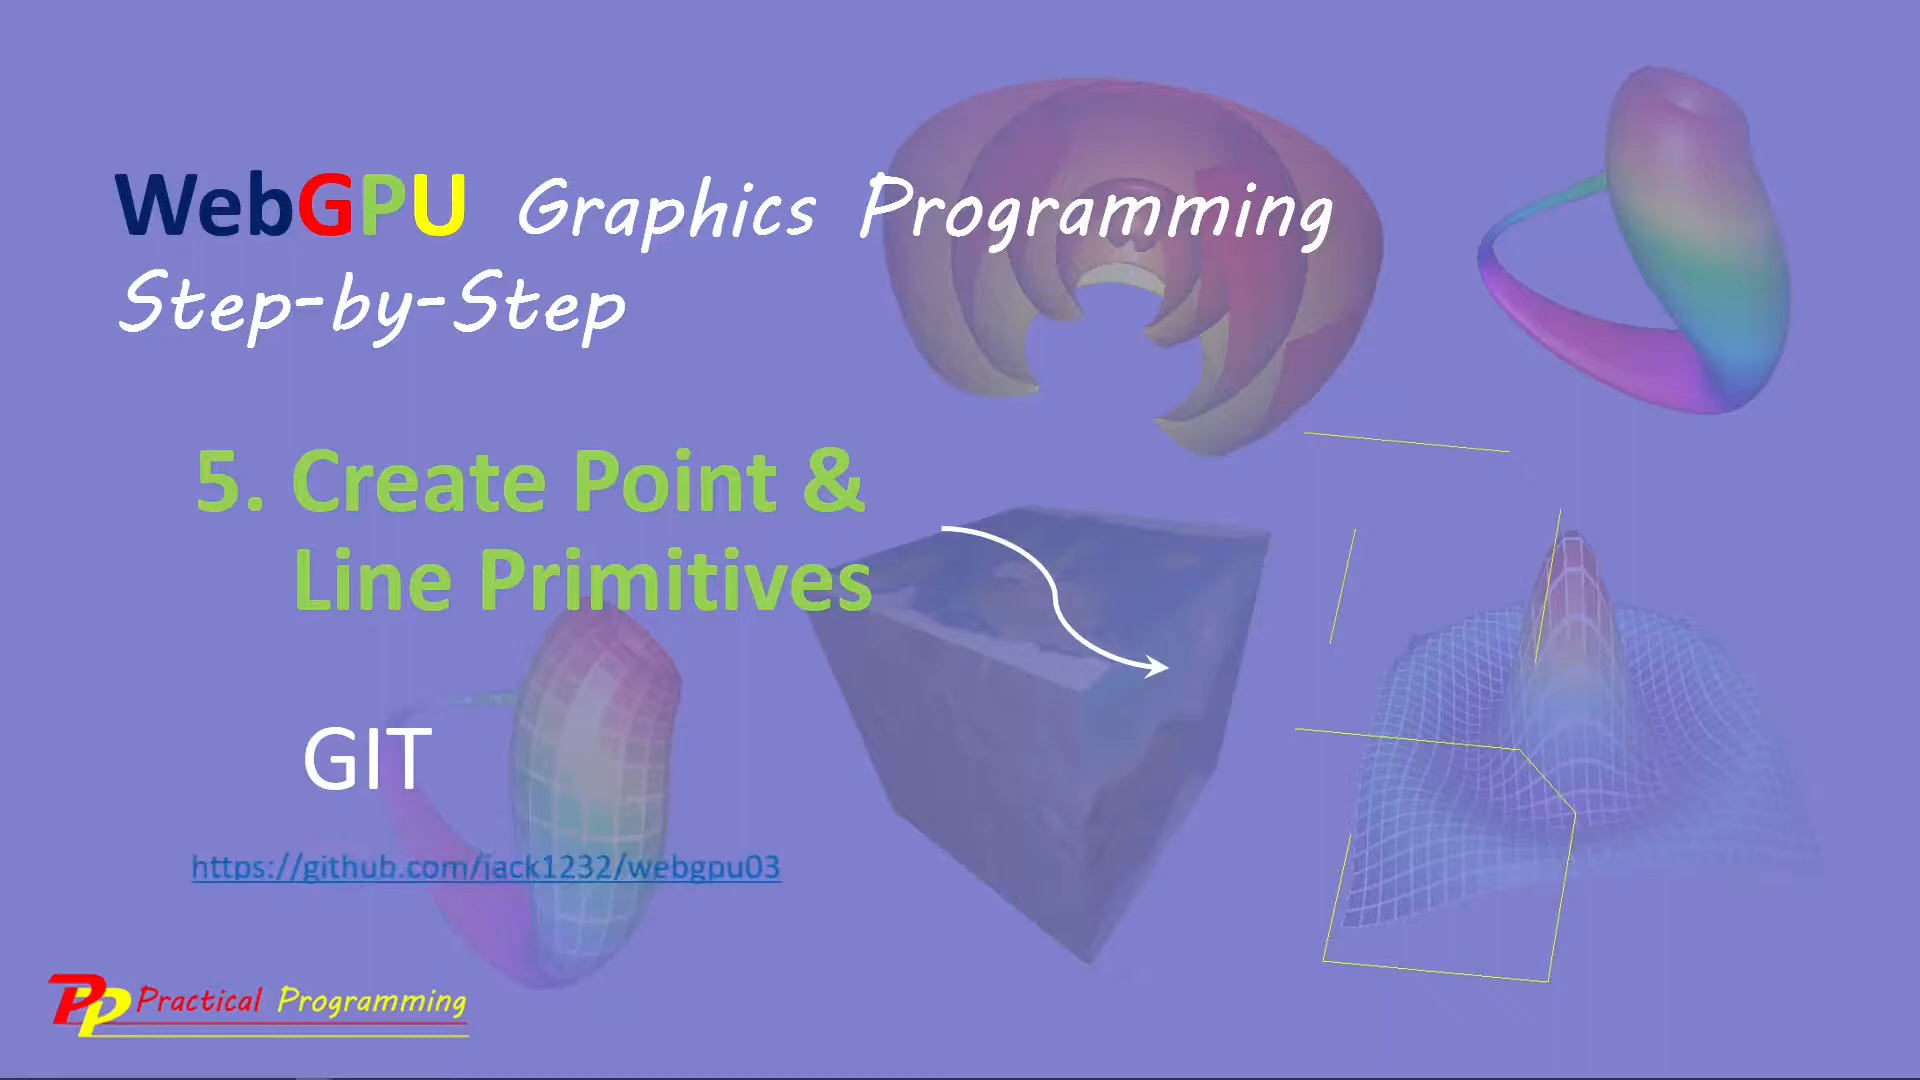 WebGPU Graphics Programming
Step-by-Step
5. Create Point &
Line Primitives
GIT
https://github.com/jack1232/webgpu03
PP Practical Programming